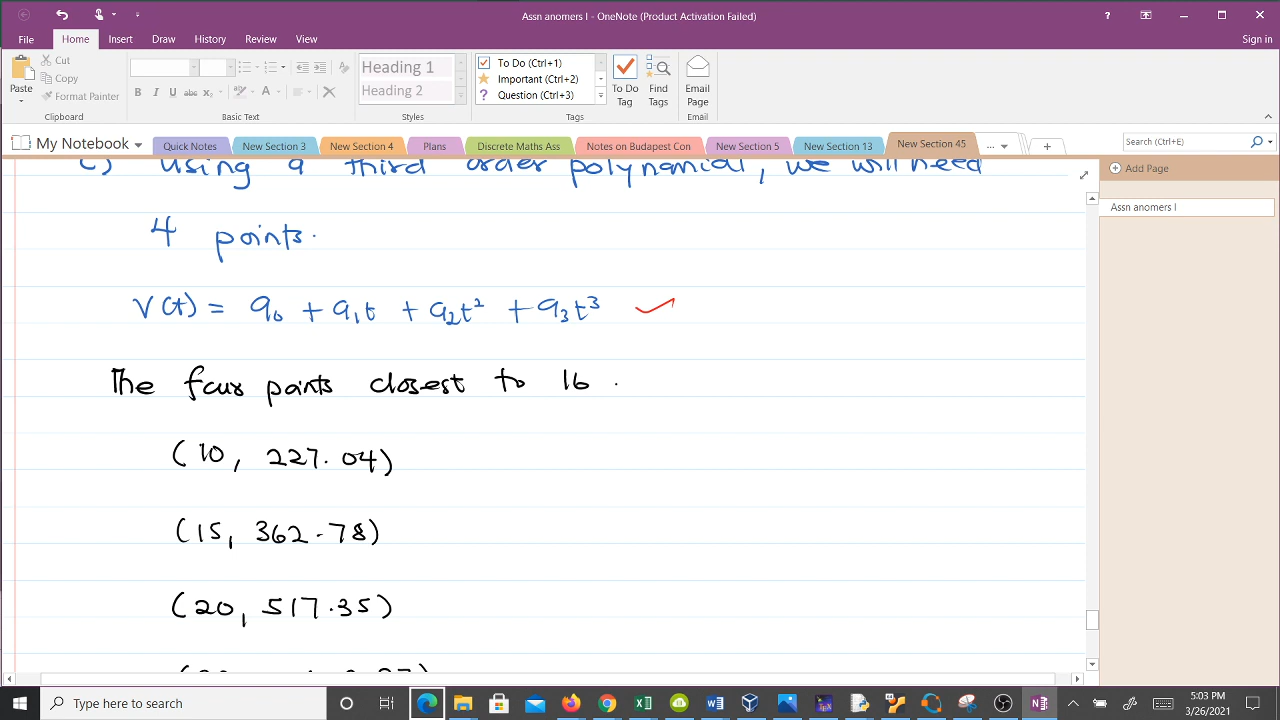 Assn anomers I - OneNote (Product Activation Failed)
File Home Insert Draw History Review View
Sign in
Paste
Cut
Copy
Format Painter
Clipboard
B I U abc x₂ A
Basic Text
Heading 1
Heading 2
Styles
To Do (Ctrl+1)
Important (Ctrl+2)
Question (Ctrl+3)
Tags
To Do Tag
Find Tags
Email Page
Email
My Notebook Quick Notes New Section 3 New Section 4 Plans Discrete Maths Ass Notes on Budapest Con New Section 5 New Section 13 New Section 45 ...
Search (Ctrl+E)
Add Page
Assn anomers I
c) Using a third order polynomial, we will need
4 points.
V(t) = a₀ + a₁t + a₂t² + a₃t³
The four points closest to 16.
(10, 227.04)
(15, 362.78)
(20, 517.35)
Type here to search
5:03 PM
3/26/2021